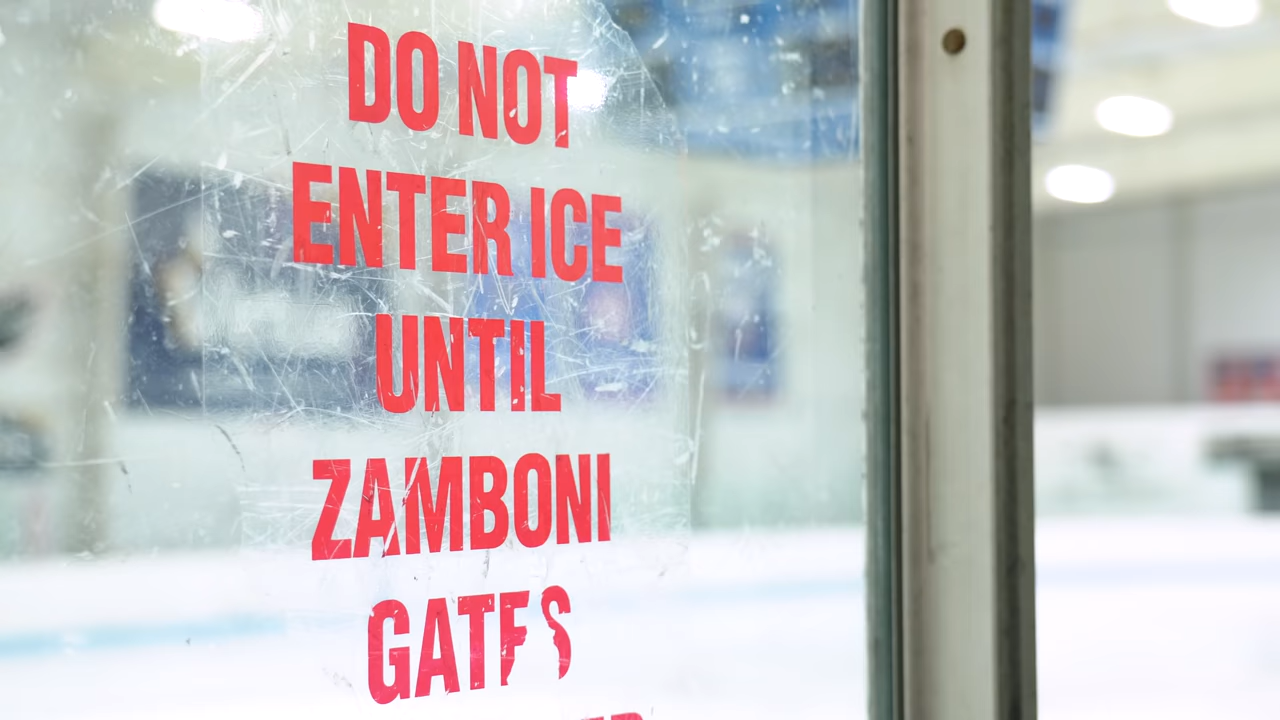 DO NOT
ENTER ICE
UNTIL
ZAMBONI
GATES